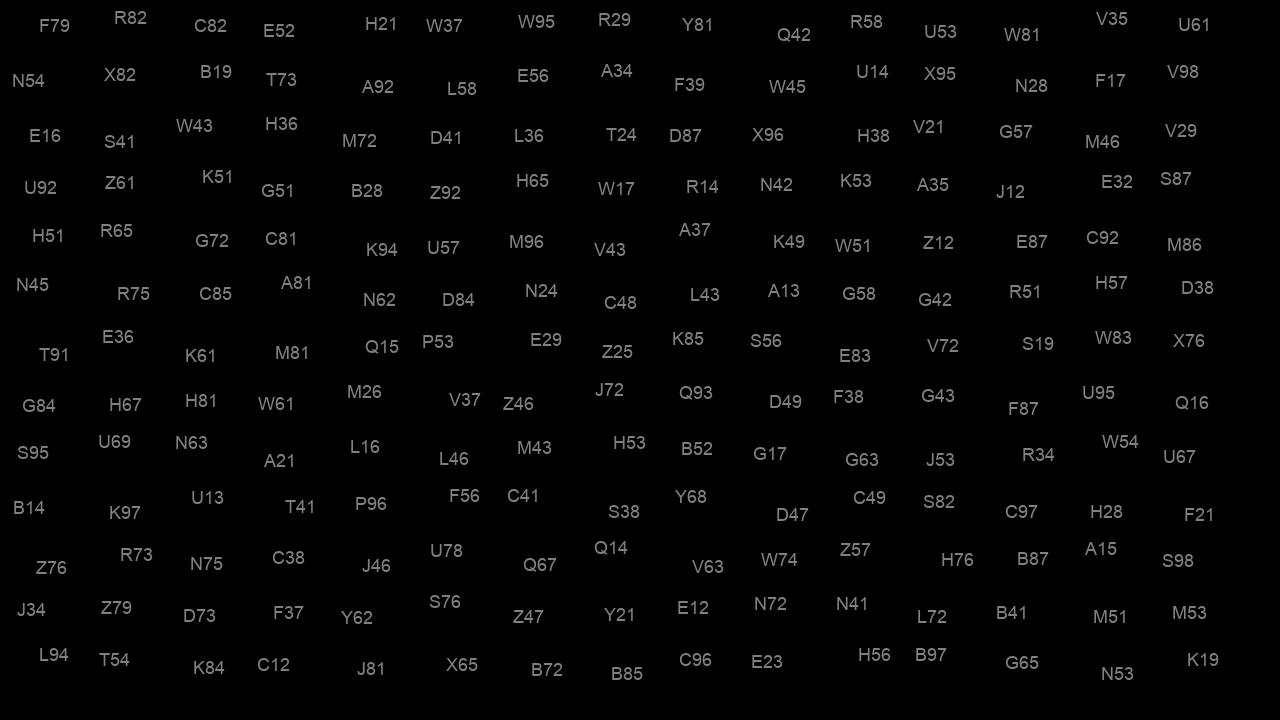 F79 R82 C82 E52 H21 W37 W95 R29 Y81 Q42 R58 U53 W81 V35 U61
N54 X82 B19 T73 A92 L58 E56 A34 F39 W45 U14 X95 N28 F17 V98
E16 S41 W43 H36 M72 D41 L36 T24 D87 X96 H38 V21 G57 M46 V29
U92 Z61 K51 G51 B28 Z92 H65 W17 R14 N42 K53 A35 J12 E32 S87
H51 R65 G72 C81 K94 U57 M96 V43 A37 K49 W51 Z12 E87 C92 M86
N45 R75 C85 A81 N62 D84 N24 C48 L43 A13 G58 G42 R51 H57 D38
T91 E36 K61 M81 Q15 P53 E29 Z25 K85 S56 E83 V72 S19 W83 X76
G84 H67 H81 W61 M26 V37 Z46 J72 Q93 D49 F38 G43 F87 U95 Q16
S95 U69 N63 A21 L16 L46 M43 H53 B52 G17 G63 J53 R34 W54 U67
B14 K97 U13 T41 P96 F56 C41 S38 Y68 D47 C49 S82 C97 H28 F21
Z76 R73 N75 C38 J46 U78 Q67 Q14 V63 W74 Z57 H76 B87 A15 S98
J34 Z79 D73 F37 Y62 S76 Z47 Y21 E12 N72 N41 L72 B41 M51 M53
L94 T54 K84 C12 J81 X65 B72 B85 C96 E23 H56 B97 G65 N53 K19